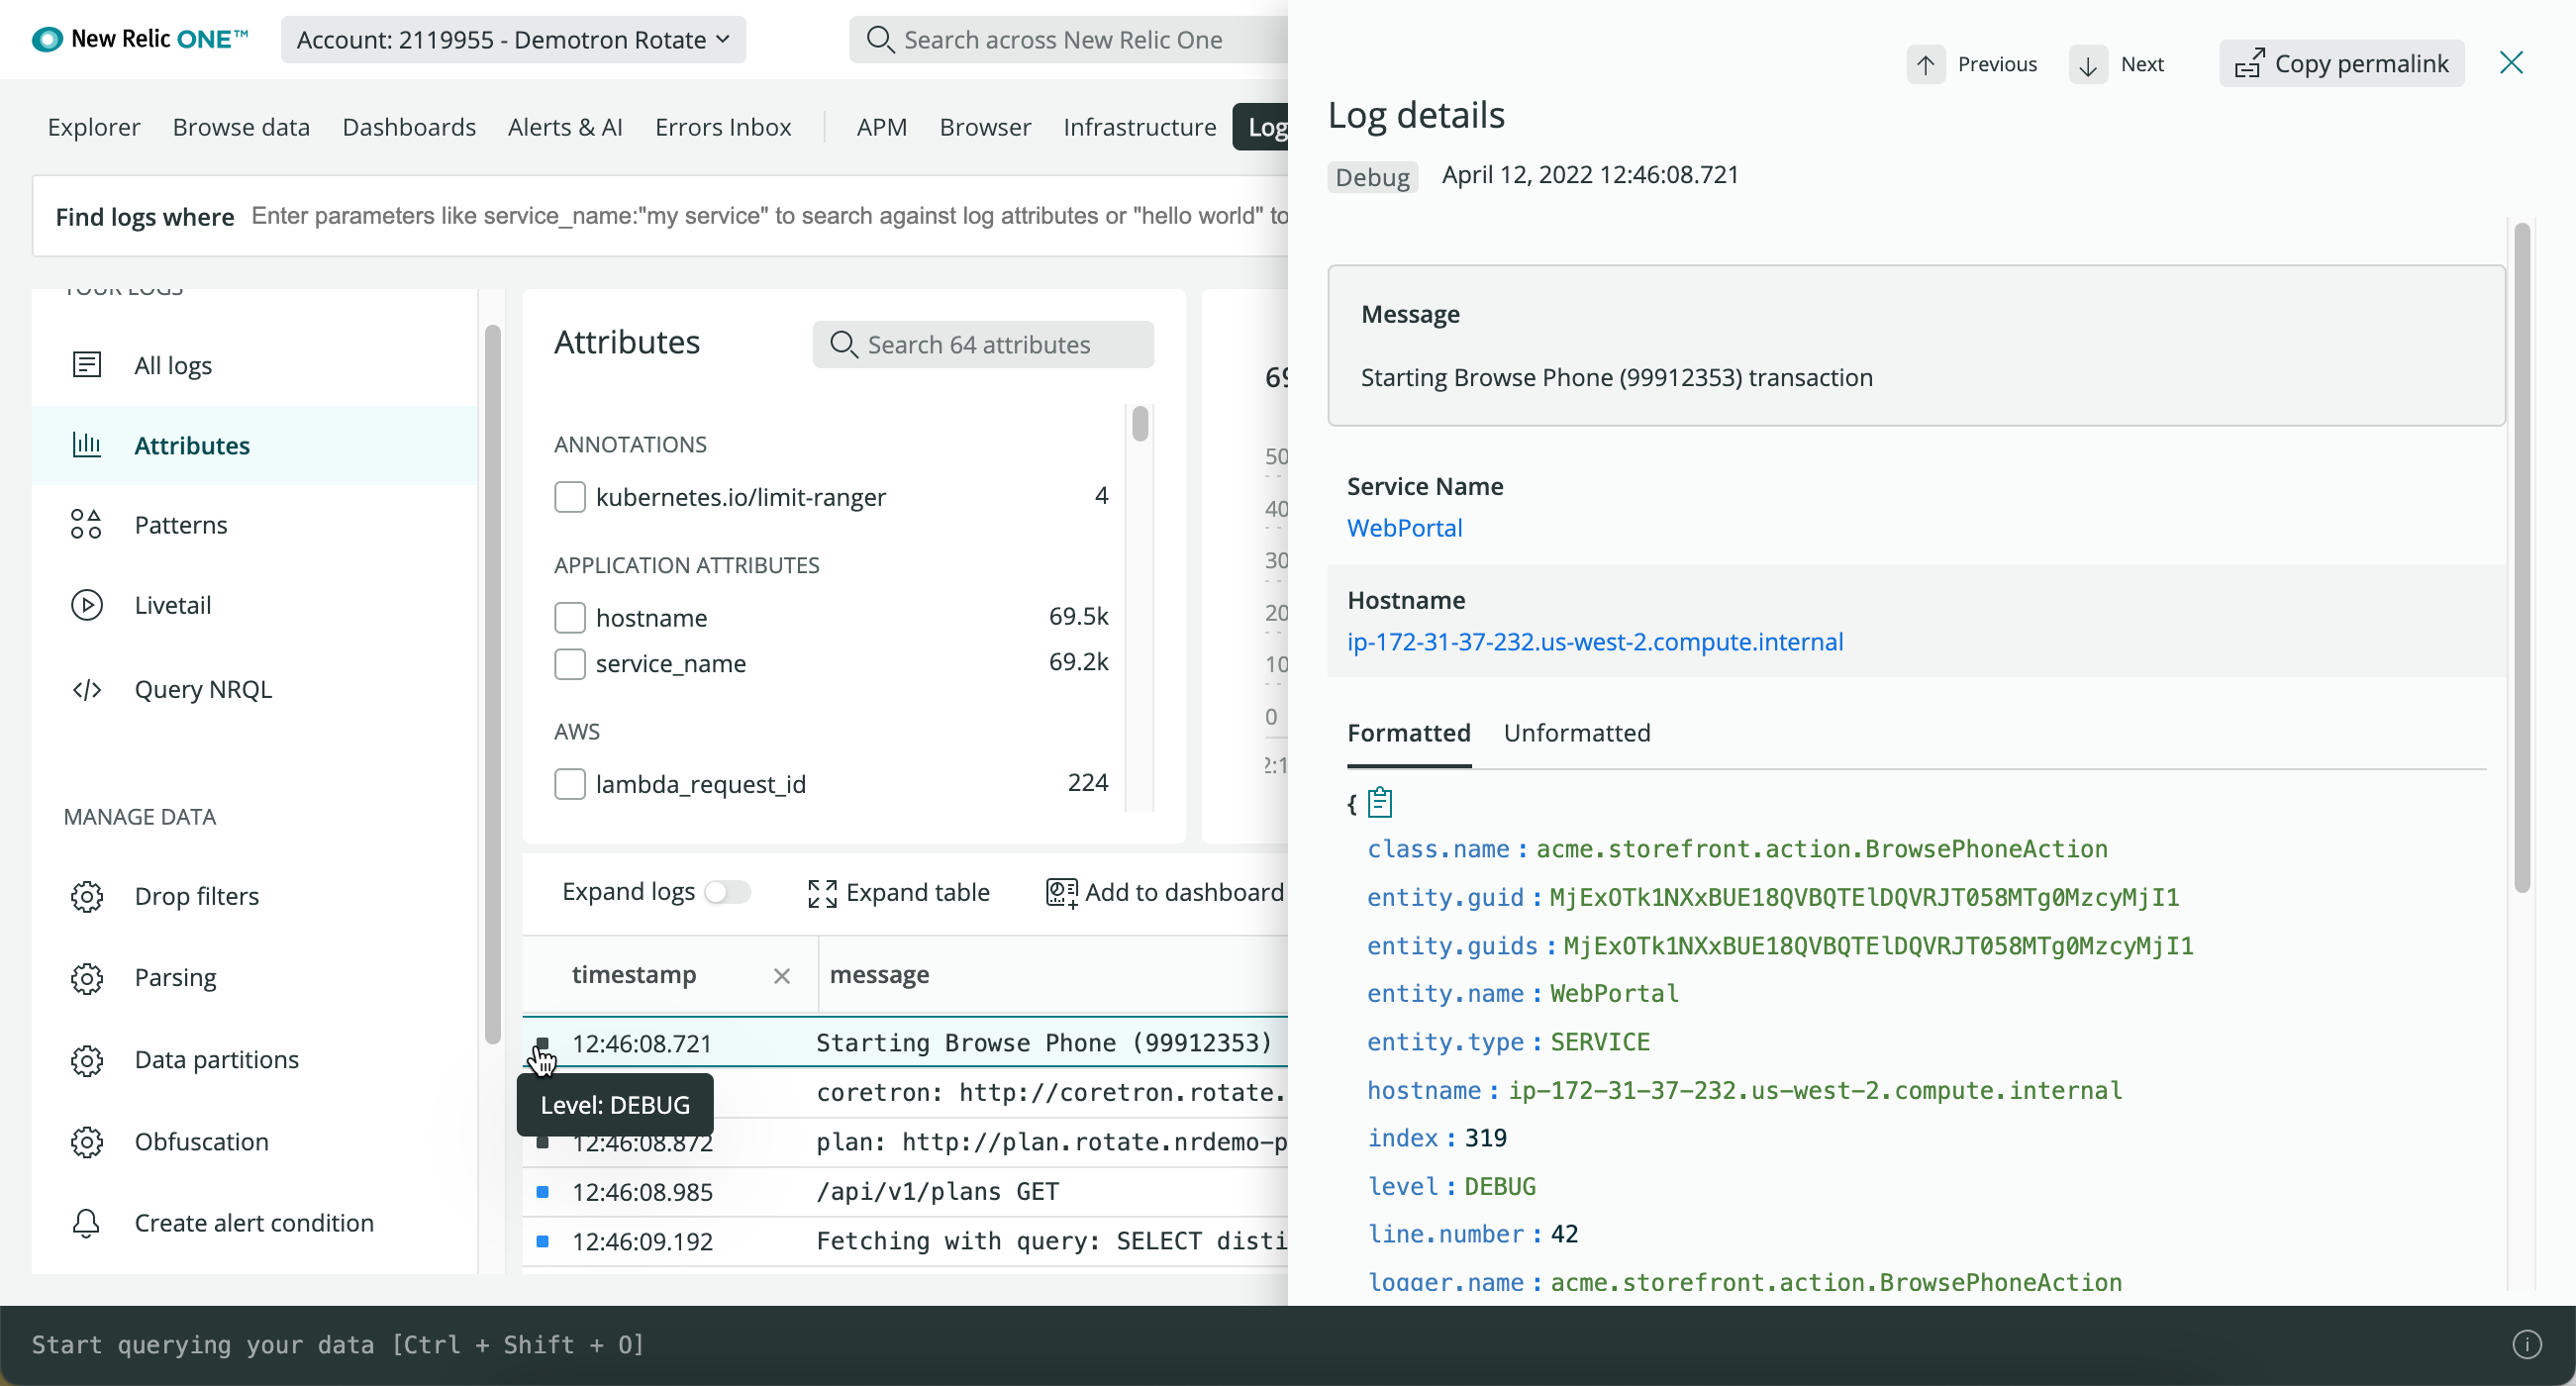 New Relic ONE™
Account: 2119955 - Demotron Rotate
Search across New Relic One
Explorer Browse data Dashboards Alerts & AI Errors Inbox APM Browser Infrastructure Log
Find logs where Enter parameters like service_name:"my service" to search against log attributes or "hello world" to
YOUR LOGS
All logs
Attributes
Patterns
Livetail
Query NRQL
MANAGE DATA
Drop filters
Parsing
Data partitions
Obfuscation
Create alert condition
Attributes
Search 64 attributes
ANNOTATIONS
kubernetes.io/limit-ranger 4
APPLICATION ATTRIBUTES
hostname 69.5k
service_name 69.2k
AWS
lambda_request_id 224
69
50
40
30
20
10
0
2:1
Expand logs Expand table Add to dashboard
timestamp message
12:46:08.721 Starting Browse Phone (99912353)
coretron: http://coretron.rotate.
Level: DEBUG
12:46:08.872 plan: http://plan.rotate.nrdemo-p
12:46:08.985 /api/v1/plans GET
12:46:09.192 Fetching with query: SELECT disti
Previous Next Copy permalink
Log details
Debug April 12, 2022 12:46:08.721
Message
Starting Browse Phone (99912353) transaction
Service Name
WebPortal
Hostname
ip-172-31-37-232.us-west-2.compute.internal
Formatted Unformatted
{
class.name : acme.storefront.action.BrowsePhoneAction
entity.guid : MjExOTk1NXxBUE18QVBQTElDQVRJT058MTg0MzcyMjI1
entity.guids : MjExOTk1NXxBUE18QVBQTElDQVRJT058MTg0MzcyMjI1
entity.name : WebPortal
entity.type : SERVICE
hostname : ip-172-31-37-232.us-west-2.compute.internal
index : 319
level : DEBUG
line.number : 42
logger.name : acme.storefront.action.BrowsePhoneAction
Start querying your data [Ctrl + Shift + O]